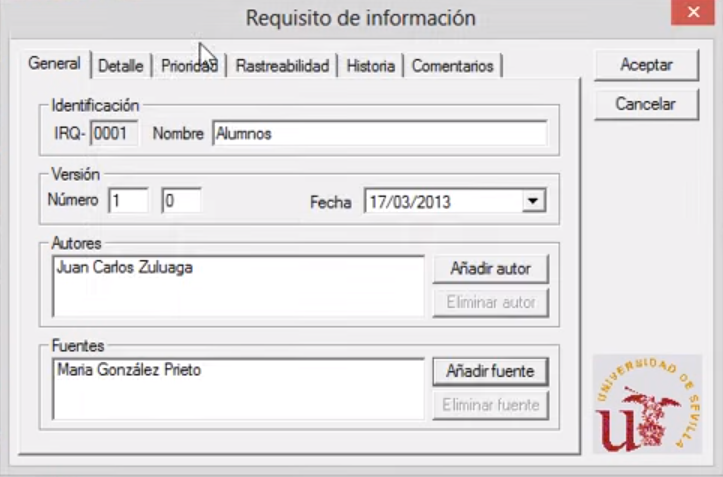 Requisito de información
General Detalle Prioridad Rastreabilidad Historia Comentarios
Aceptar
Cancelar
Identificación
IRQ- 0001 Nombre Alumnos
Versión
Número 1 0 Fecha 17/03/2013
Autores
Juan Carlos Zuluaga
Añadir autor
Eliminar autor
Fuentes
Maria González Prieto
Añadir fuente
Eliminar fuente
UNIVERSIDAD DE SEVILLA
u